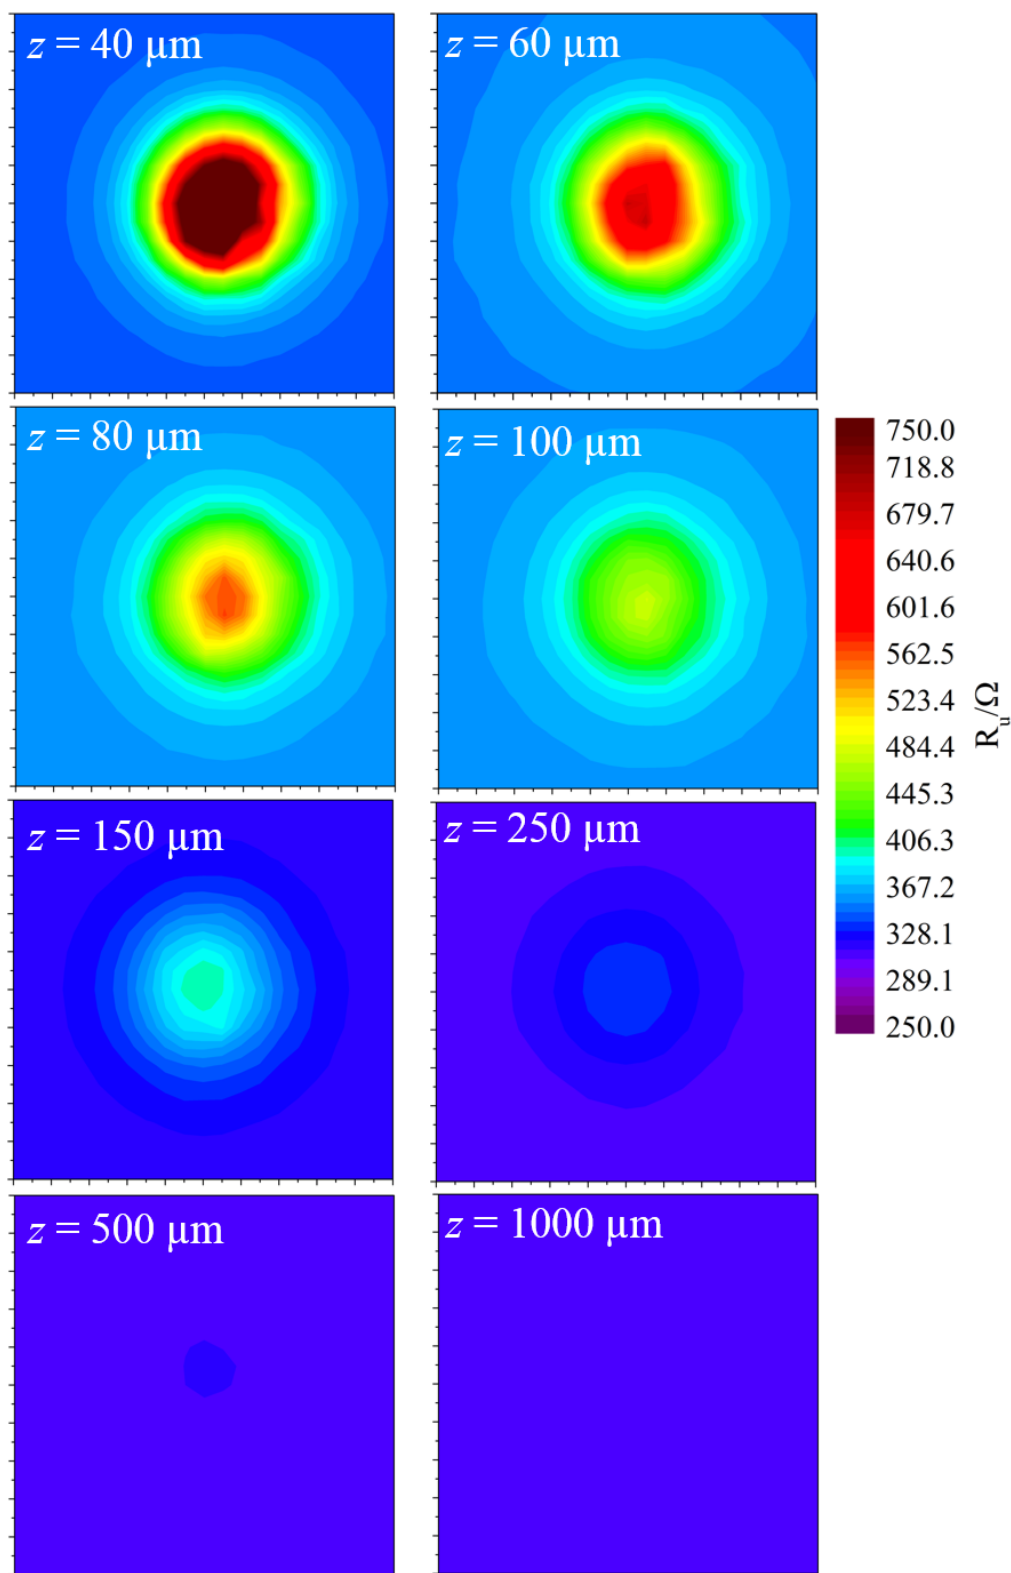 z = 40 µm
z = 60 µm
z = 80 µm
z = 100 µm
750.0
718.8
679.7
640.6
601.6
562.5
523.4
484.4
445.3
406.3
367.2
328.1
289.1
250.0
Ru/Ω
z = 150 µm
z = 250 µm
z = 500 µm
z = 1000 µm